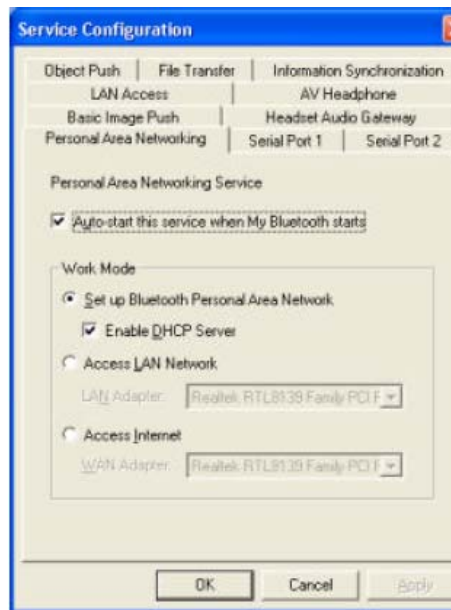 Service Configuration
Object Push File Transfer Information Synchronization
LAN Access AV Headphone
Basic Image Push Headset Audio Gateway
Personal Area Networking Serial Port 1 Serial Port 2
Personal Area Networking Service
Auto-start this service when My Bluetooth starts
Work Mode
Set up Bluetooth Personal Area Network
Enable DHCP Server
Access LAN Network
LAN Adapter: Realtek RTL8139 Family PCI F
Access Internet
WAN Adapter: Realtek RTL8139 Family PCI F
OK Cancel Apply